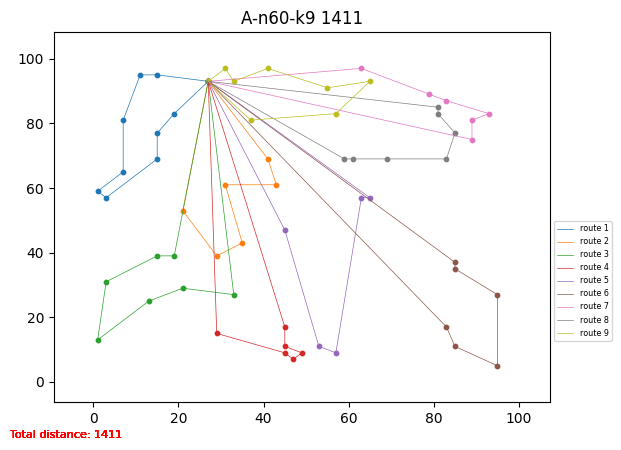 A-n60-k9 1411
100
80
60
40
20
0
0 20 40 60 80 100
route 1
route 2
route 3
route 4
route 5
route 6
route 7
route 8
route 9
Total distance: 1411